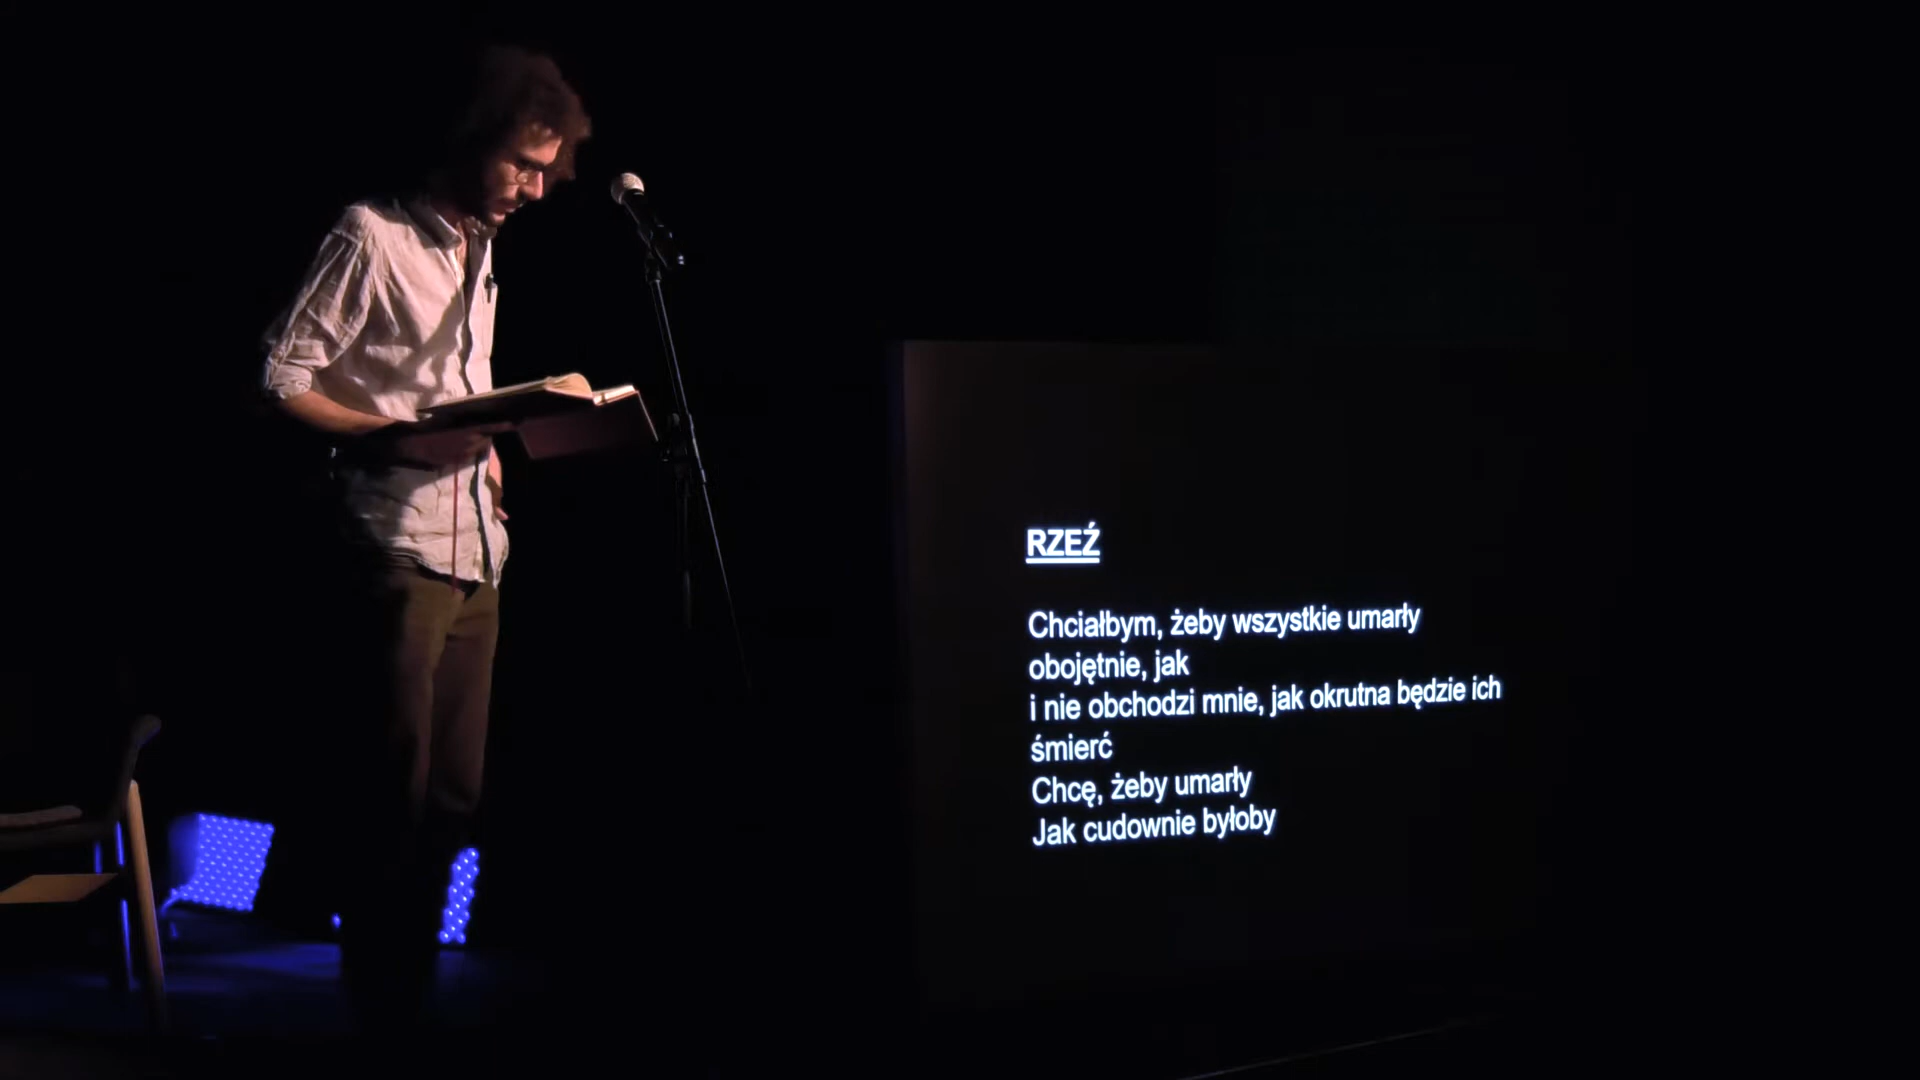 RZEŹ
Chciałbym, żeby wszystkie umarły
obojętnie, jak
i nie obchodzi mnie, jak okrutna będzie ich
śmierć
Chcę, żeby umarły
Jak cudownie byłoby